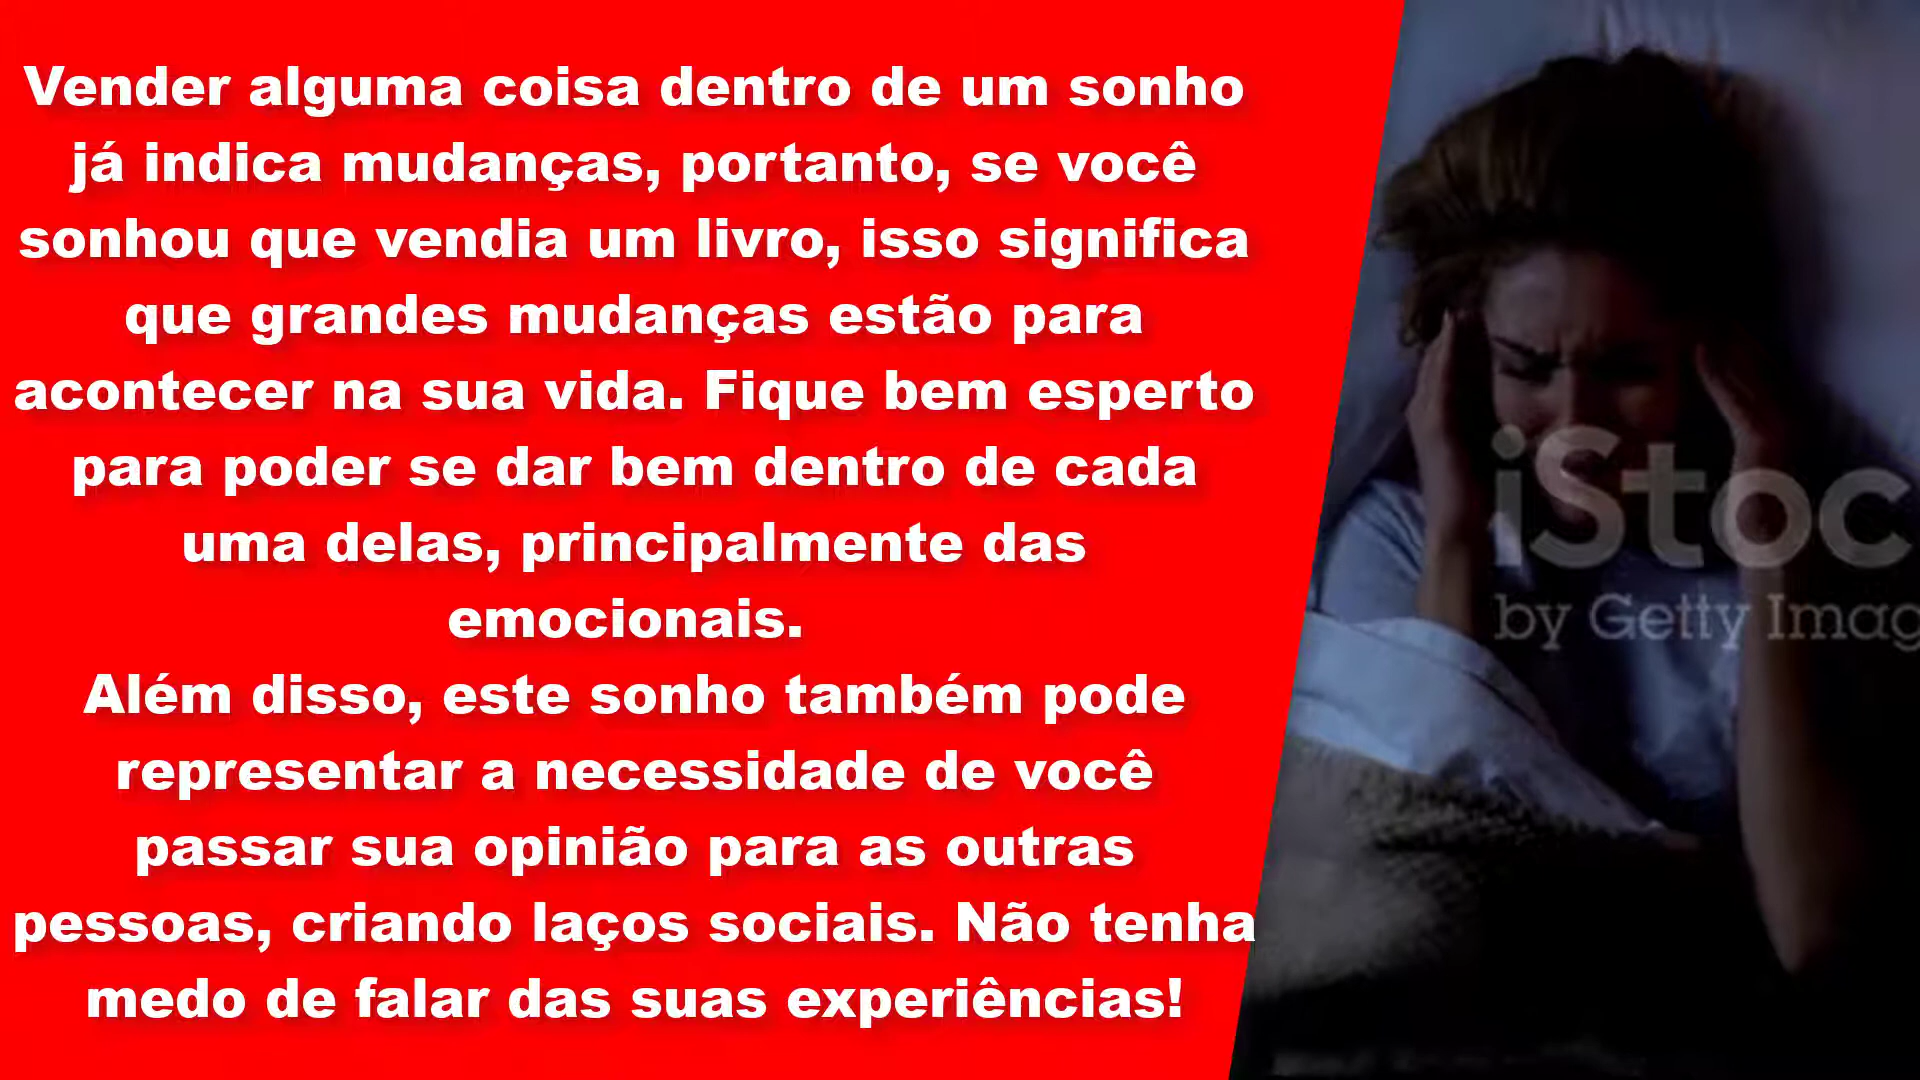 Vender alguma coisa dentro de um sonho
já indica mudanças, portanto, se você
sonhou que vendia um livro, isso significa
que grandes mudanças estão para
acontecer na sua vida. Fique bem esperto
para poder se dar bem dentro de cada
uma delas, principalmente das
emocionais.
Além disso, este sonho também pode
representar a necessidade de você
passar sua opinião para as outras
pessoas, criando laços sociais. Não tenha
medo de falar das suas experiências!
iStoc
by Getty Imag